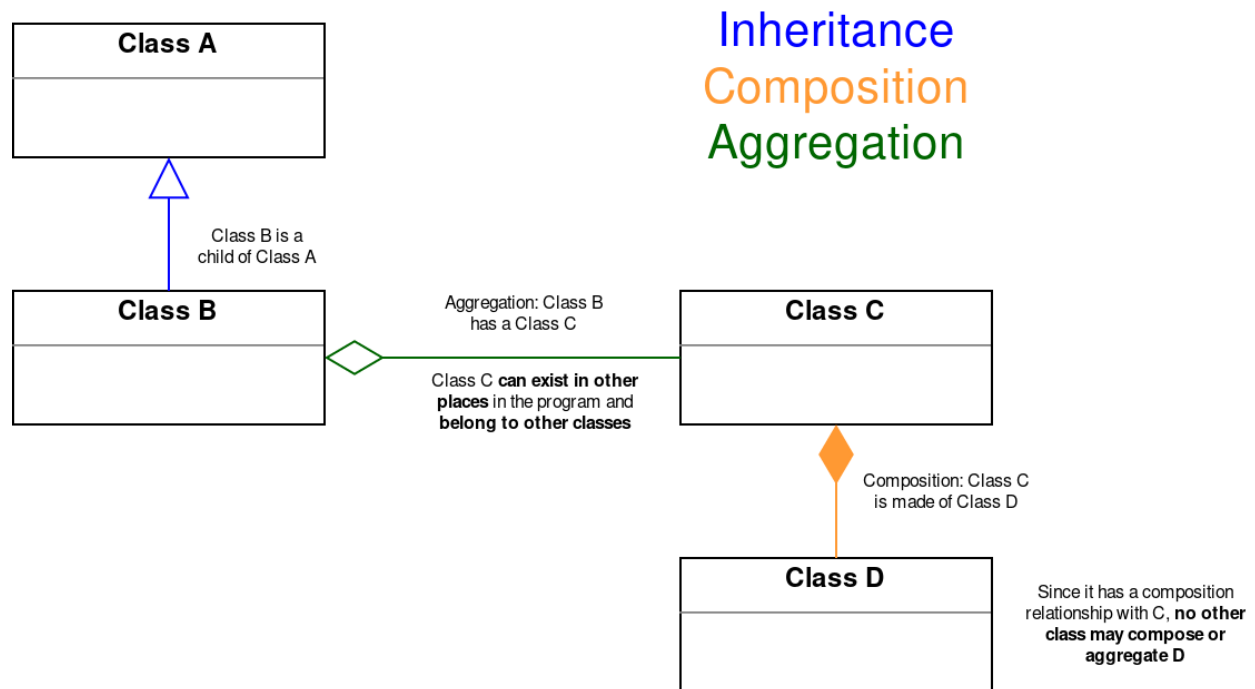 Class A
Inheritance
Composition
Aggregation
Class B is a
child of Class A
Class B
Aggregation: Class B
has a Class C
Class C can exist in other
places in the program and
belong to other classes
Class C
Composition: Class C
is made of Class D
Class D
Since it has a composition
relationship with C, no other
class may compose or
aggregate D